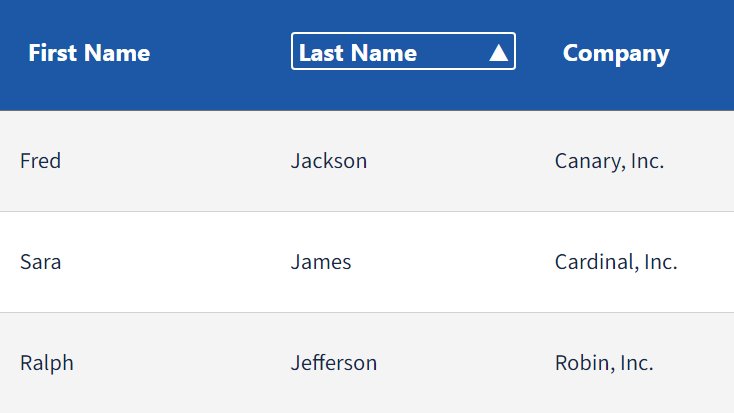 First Name Last Name ▲ Company
Fred Jackson Canary, Inc.
Sara James Cardinal, Inc.
Ralph Jefferson Robin, Inc.